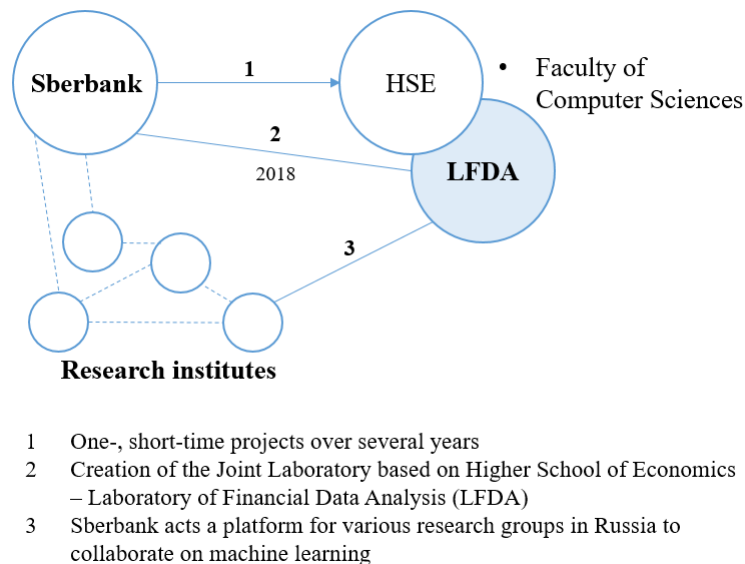 Sberbank
1
HSE
• Faculty of
Computer Sciences
2
2018
LFDA
3
Research institutes
1 One-, short-time projects over several years
2 Creation of the Joint Laboratory based on Higher School of Economics
– Laboratory of Financial Data Analysis (LFDA)
3 Sberbank acts a platform for various research groups in Russia to
collaborate on machine learning